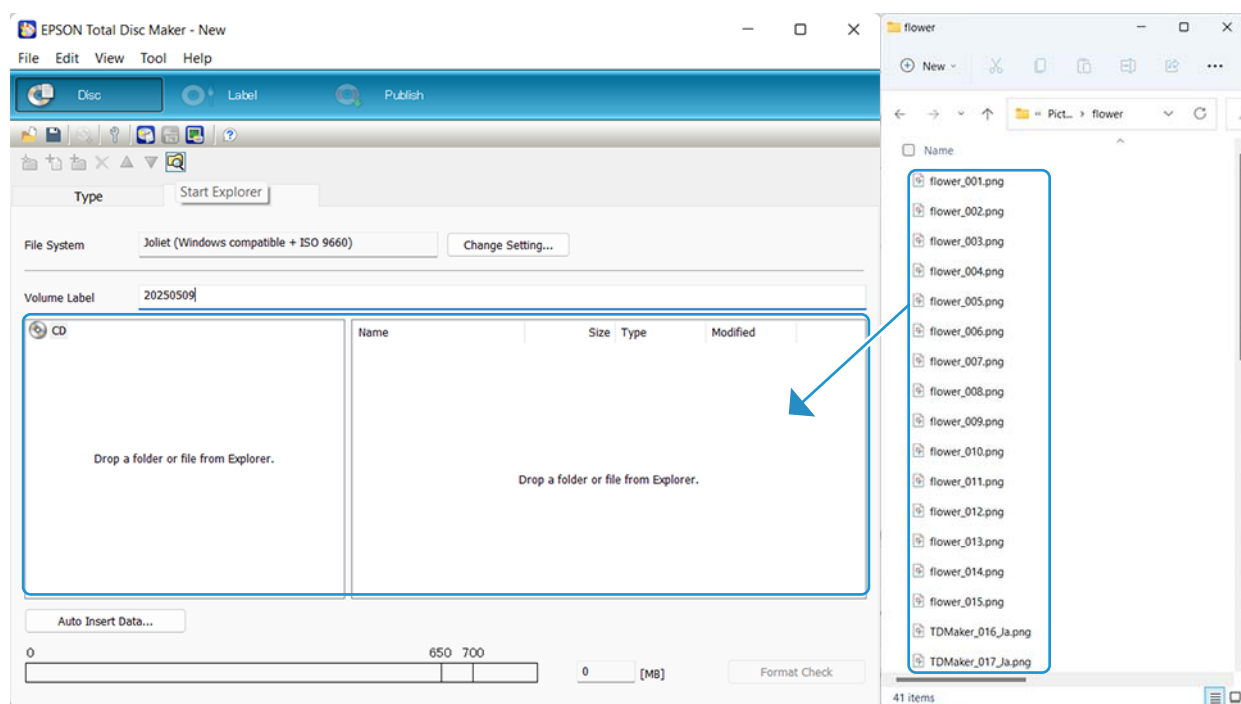 EPSON Total Disc Maker - New
File Edit View Tool Help
Disc Label Publish
Type
Start Explorer
File System Joliet (Windows compatible + ISO 9660) Change Setting...
Volume Label 20250509
CD
Name Size Type Modified
Drop a folder or file from Explorer.
Drop a folder or file from Explorer.
Auto Insert Data...
0 650 700
0 [MB] Format Check
flower
New
Pict... > flower
Name
flower_001.png
flower_002.png
flower_003.png
flower_004.png
flower_005.png
flower_006.png
flower_007.png
flower_008.png
flower_009.png
flower_010.png
flower_011.png
flower_012.png
flower_013.png
flower_014.png
flower_015.png
TDMaker_016_Ja.png
TDMaker_017_Ja.png
41 items